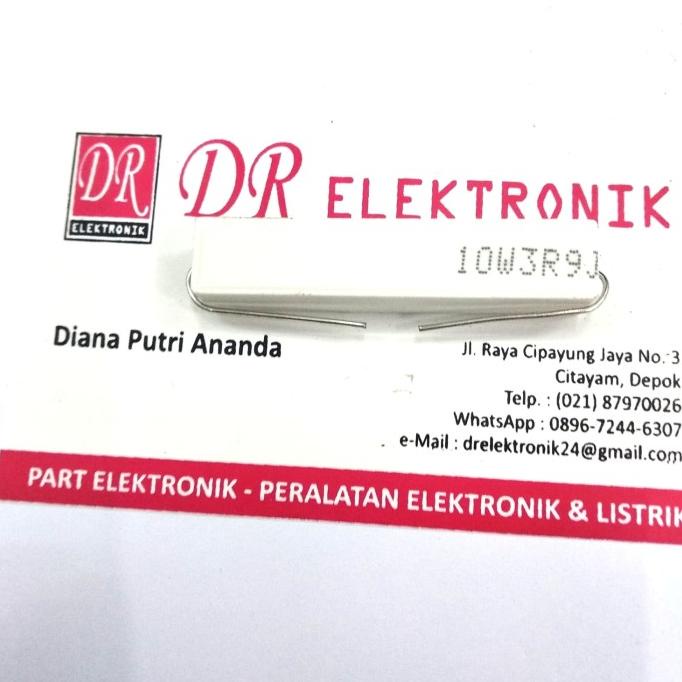 DR
ELEKTRONIK
DR ELEKTRONIK
10W3R9J
Diana Putri Ananda
Jl. Raya Cipayung Jaya No. 3
Citayam, Depok
Telp. : (021) 87970026
WhatsApp : 0896-7244-6307
e-Mail : drelektronik24@gmail.com
PART ELEKTRONIK - PERALATAN ELEKTRONIK & LISTRIK